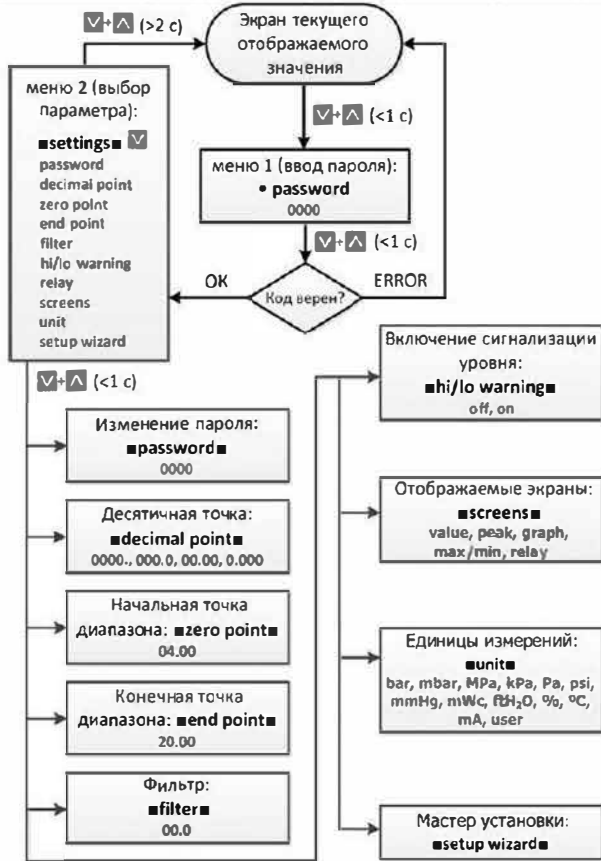 ∨+∧ (>2 с)
Экран текущего
отображаемого
значения
∨+∧ (<1 с)
меню 1 (ввод пароля):
• password
0000
∨+∧ (<1 с)
Код верен?
OK
ERROR
меню 2 (выбор
параметра):
■settings■ ∨
password
decimal point
zero point
end point
filter
hi/lo warning
relay
screens
unit
setup wizard
∨+∧ (<1 с)
Изменение пароля:
■password■
0000
Десятичная точка:
■decimal point■
0000., 000.0, 00.00, 0.000
Начальная точка
диапазона: ■zero point■
04.00
Конечная точка
диапазона: ■end point■
20.00
Фильтр:
■filter■
00.0
Включение сигнализации
уровня:
■hi/lo warning■
off, on
Отображаемые экраны:
■screens■
value, peak, graph,
max/min, relay
Единицы измерений:
■unit■
bar, mbar, MPa, kPa, Pa, psi,
mmHg, mWc, ftH₂O, %, ºC,
mA, user
Мастер установки:
■setup wizard■